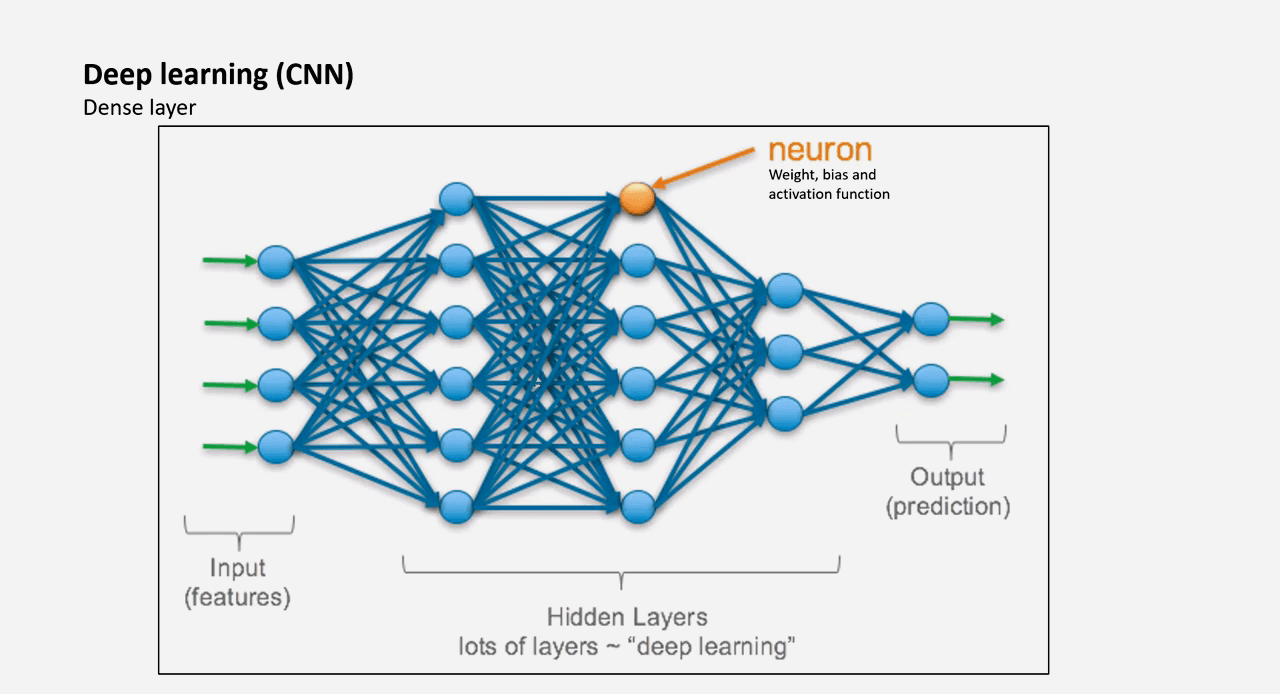 Deep learning (CNN)
Dense layer
neuron
Weight, bias and
activation function
Output
(prediction)
Input
(features)
Hidden Layers
lots of layers ~ “deep learning”